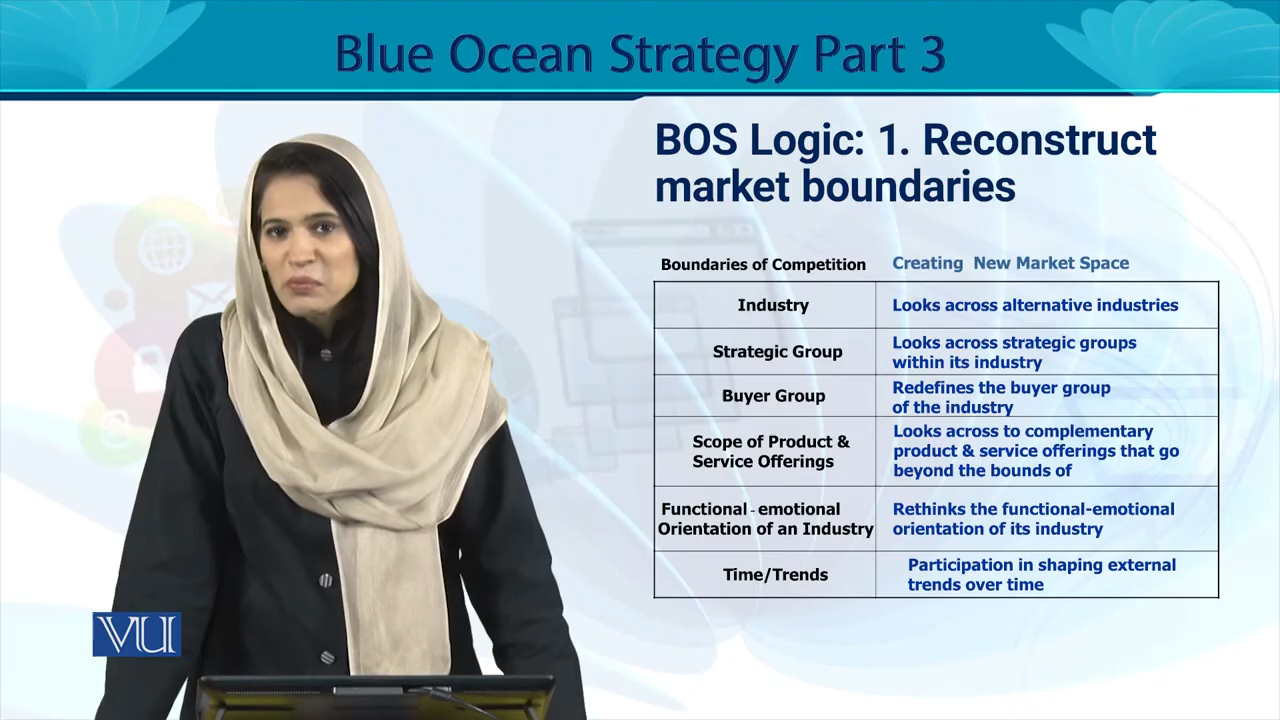 Blue Ocean Strategy Part 3
BOS Logic: 1. Reconstruct
market boundaries
Boundaries of Competition
Creating New Market Space
Industry
Looks across alternative industries
Strategic Group
Looks across strategic groups
within its industry
Buyer Group
Redefines the buyer group
of the industry
Scope of Product &
Service Offerings
Looks across to complementary
product & service offerings that go
beyond the bounds of
Functional-emotional
Orientation of an Industry
Rethinks the functional-emotional
orientation of its industry
Time/Trends
Participation in shaping external
trends over time
VU